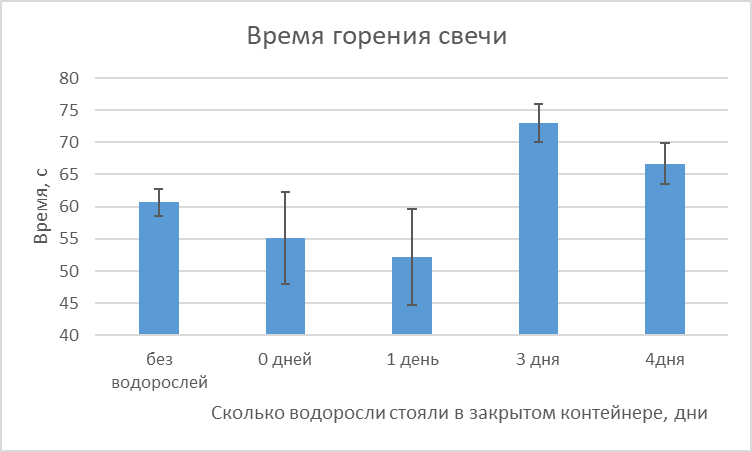 Время горения свечи
80
75
70
65
60
55
50
45
40
Время, с
без
водорослей
0 дней
1 день
3 дня
4дня
Сколько водоросли стояли в закрытом контейнере, дни